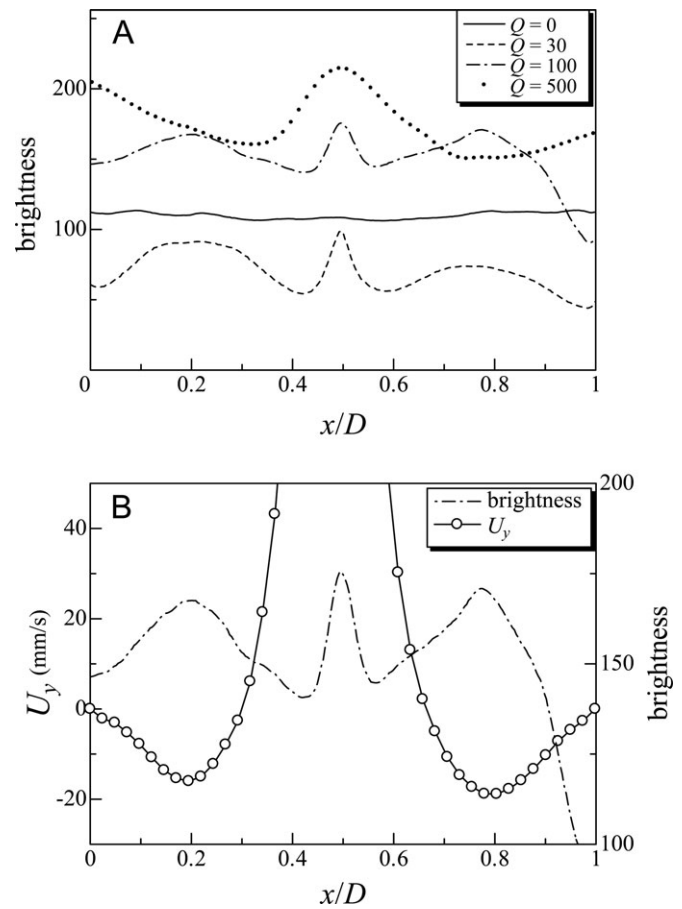 A
Q = 0
Q = 30
Q = 100
Q = 500
200
100
0
brightness
0 0.2 0.4 0.6 0.8 1
x/D
B
brightness
U_y
40
20
0
-20
U_y (mm/s)
200
150
100
brightness
0 0.2 0.4 0.6 0.8 1
x/D